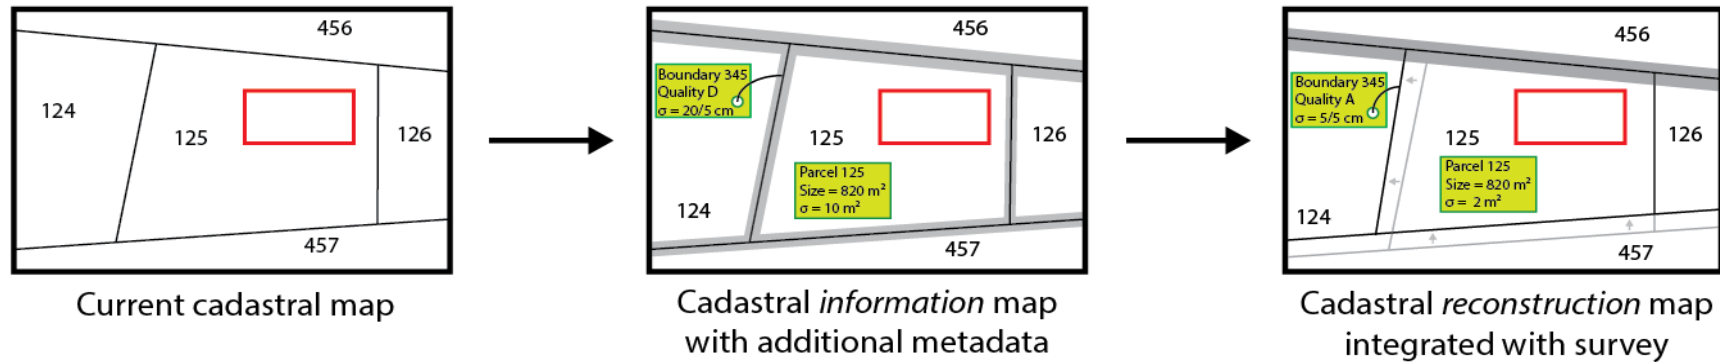 456
124
125
126
457
Current cadastral map
456
Boundary 345
Quality D
σ = 20/5 cm
125
126
Parcel 125
Size = 820 m²
σ = 10 m²
124
457
Cadastral information map
with additional metadata
456
Boundary 345
Quality A
σ = 5/5 cm
125
126
Parcel 125
Size = 820 m²
σ = 2 m²
124
457
Cadastral reconstruction map
integrated with survey